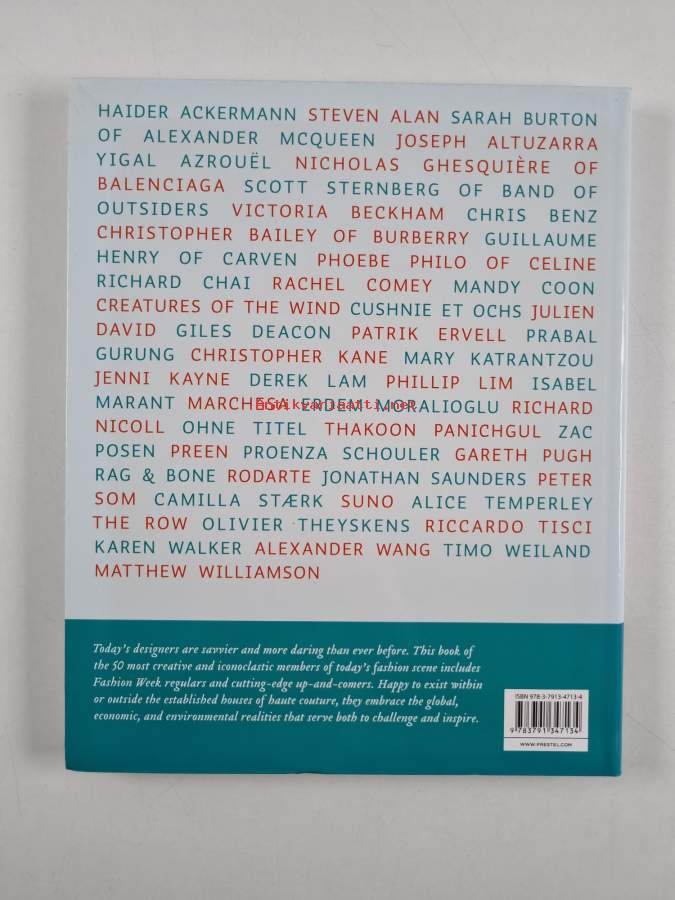 HAIDER ACKERMANN STEVEN ALAN SARAH BURTON
OF ALEXANDER MCQUEEN JOSEPH ALTUZARRA
YIGAL AZROUËL NICHOLAS GHESQUIÈRE OF
BALENCIAGA SCOTT STERNBERG OF BAND OF
OUTSIDERS VICTORIA BECKHAM CHRIS BENZ
CHRISTOPHER BAILEY OF BURBERRY GUILLAUME
HENRY OF CARVEN PHOEBE PHILO OF CELINE
RICHARD CHAI RACHEL COMEY MANDY COON
CREATURES OF THE WIND CUSHNIE ET OCHS JULIEN
DAVID GILES DEACON PATRIK ERVELL PRABAL
GURUNG CHRISTOPHER KANE MARY KATRANTZOU
JENNI KAYNE DEREK LAM PHILLIP LIM ISABEL
MARANT MARCHESA ERDEM MORALIOGLU RICHARD
antikvariaatti.net
NICOLL OHNE TITEL THAKOON PANICHGUL ZAC
POSEN PREEN PROENZA SCHOULER GARETH PUGH
RAG & BONE RODARTE JONATHAN SAUNDERS PETER
SOM CAMILLA STÆRK SUNO ALICE TEMPERLEY
THE ROW OLIVIER THEYSKENS RICCARDO TISCI
KAREN WALKER ALEXANDER WANG TIMO WEILAND
MATTHEW WILLIAMSON
Today's designers are savvier and more daring than ever before. This book of
the 50 most creative and iconoclastic members of today's fashion scene includes
Fashion Week regulars and cutting-edge up-and-comers. Happy to exist within
or outside the established houses of haute couture, they embrace the global,
economic, and environmental realities that serve both to challenge and inspire.
ISBN 978-3-7913-4713-4
9 783791 347134
WWW.PRESTEL.COM